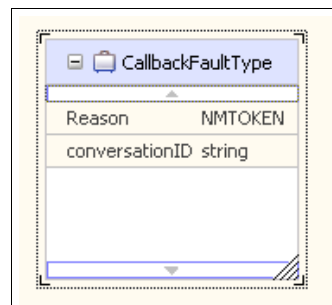 CallbackFaultType
Reason NMTOKEN
conversationID string